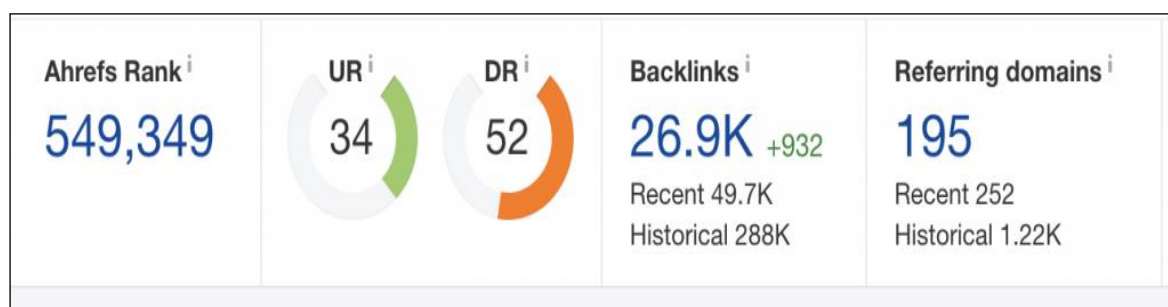 Ahrefs Rank i
549,349
UR i
34
DR i
52
Backlinks i
26.9K +932
Recent 49.7K
Historical 288K
Referring domains i
195
Recent 252
Historical 1.22K